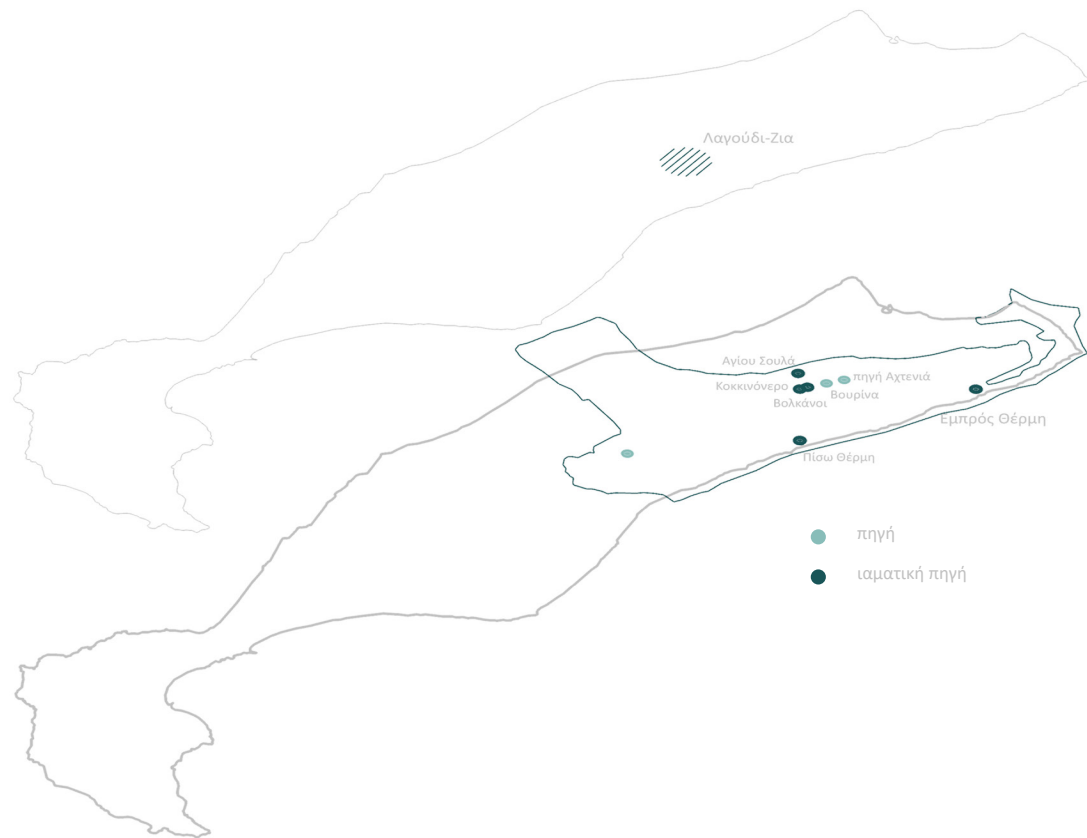 Λαγούδι-Ζια
Αγίου Σουλά
πηγή Αχτενιά
Κοκκινόνερο
Βουρίνα
Βολκάνοι
Εμπρός Θέρμη
Πίσω Θέρμη
πηγή
ιαματική πηγή